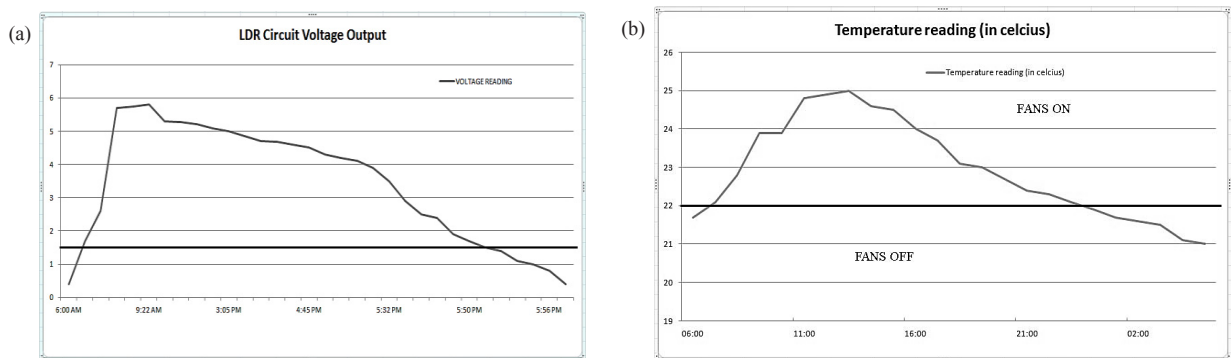 (a)
LDR Circuit Voltage Output
7
VOLTAGE READING
6
5
4
3
2
1
0
6:00 AM 9:22 AM 3:05 PM 4:45 PM 5:32 PM 5:50 PM 5:56 PM
(b)
Temperature reading (in celcius)
26
Temperature reading (in celcius)
25
FANS ON
24
23
22
21
FANS OFF
20
19
06:00 11:00 16:00 21:00 02:00